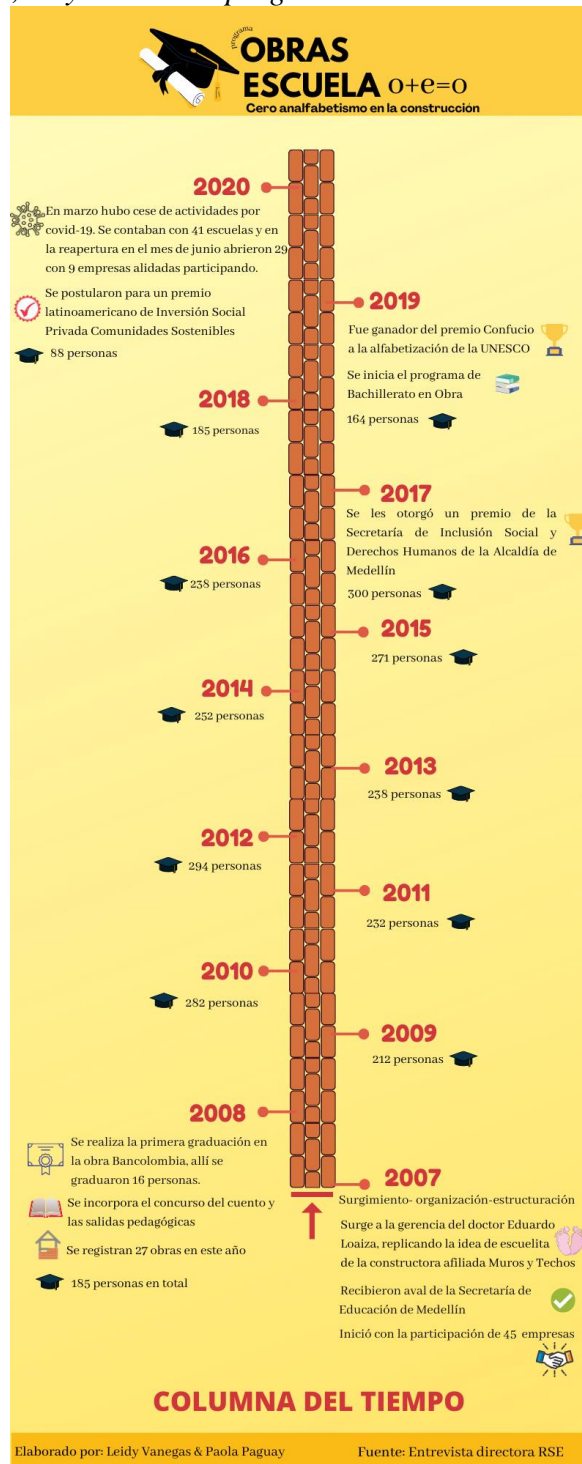 programa
OBRAS
ESCUELA o+e=o
Cero analfabetismo en la construcción
2020
En marzo hubo cese de actividades por
covid-19. Se contaban con 41 escuelas y en
la reapertura en el mes de junio abrieron 29
con 9 empresas alidadas participando.
Se postularon para un premio
latinoamericano de Inversión Social
Privada Comunidades Sostenibles
88 personas
2019
Fue ganador del premio Confucio
a la alfabetización de la UNESCO
Se inicia el programa de
Bachillerato en Obra
164 personas
2018
185 personas
2017
Se les otorgó un premio de la
Secretaría de Inclusión Social y
Derechos Humanos de la Alcaldía de
Medellín
300 personas
2016
238 personas
2015
271 personas
2014
252 personas
2013
238 personas
2012
294 personas
2011
232 personas
2010
282 personas
2009
212 personas
2008
Se realiza la primera graduación en
la obra Bancolombia, allí se
graduaron 16 personas.
Se incorpora el concurso del cuento y
las salidas pedagógicas
Se registran 27 obras en este año
185 personas en total
2007
Surgimiento- organización-estructuración
Surge a la gerencia del doctor Eduardo
Loaiza, replicando la idea de escuelita
de la constructora afiliada Muros y Techos
Recibieron aval de la Secretaría de
Educación de Medellín
Inició con la participación de 45 empresas
COLUMNA DEL TIEMPO
Elaborado por: Leidy Vanegas & Paola Paguay
Fuente: Entrevista directora RSE